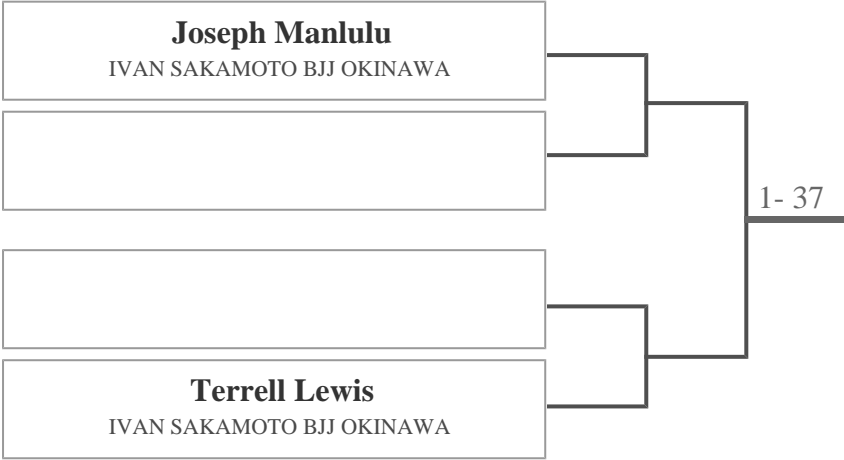 Joseph Manlulu
IVAN SAKAMOTO BJJ OKINAWA
1- 37
Terrell Lewis
IVAN SAKAMOTO BJJ OKINAWA